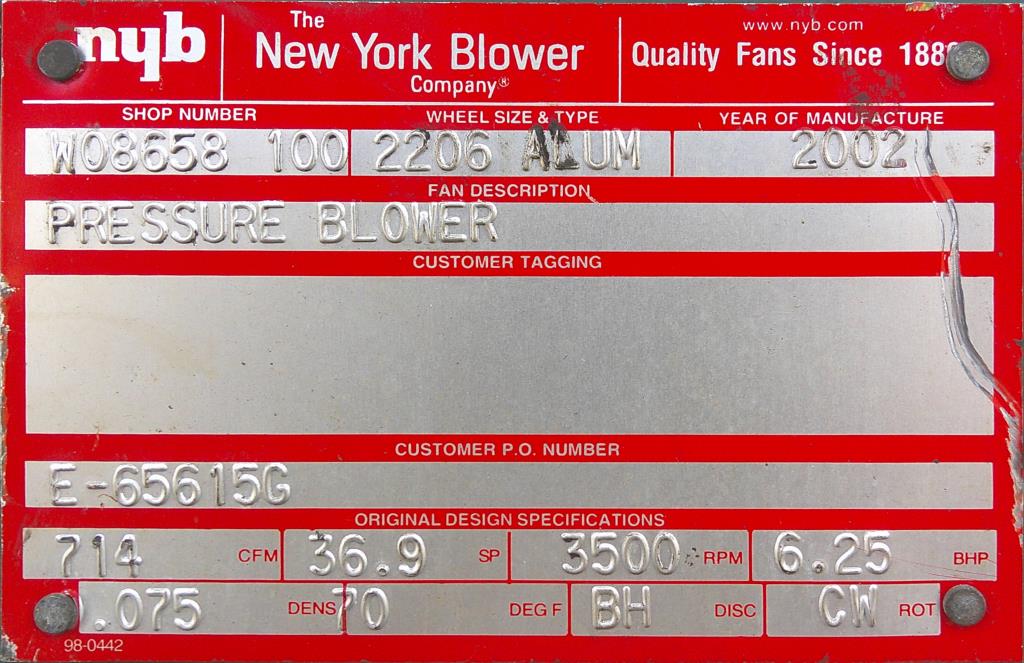 nyb
The
New York Blower
Company®
www.nyb.com
Quality Fans Since
SHOP NUMBER WHEEL SIZE & TYPE YEAR OF MANUFACTURE
W08658 100 2206 ALUM 2002
FAN DESCRIPTION
PRESSURE BLOWER
CUSTOMER TAGGING
CUSTOMER P.O. NUMBER
E-65615G
ORIGINAL DESIGN SPECIFICATIONS
714 CFM 36.9 SP 3500 RPM 6.25 BHP
.075 DENS 70 DEG F BH DISC CW ROT
98-0442